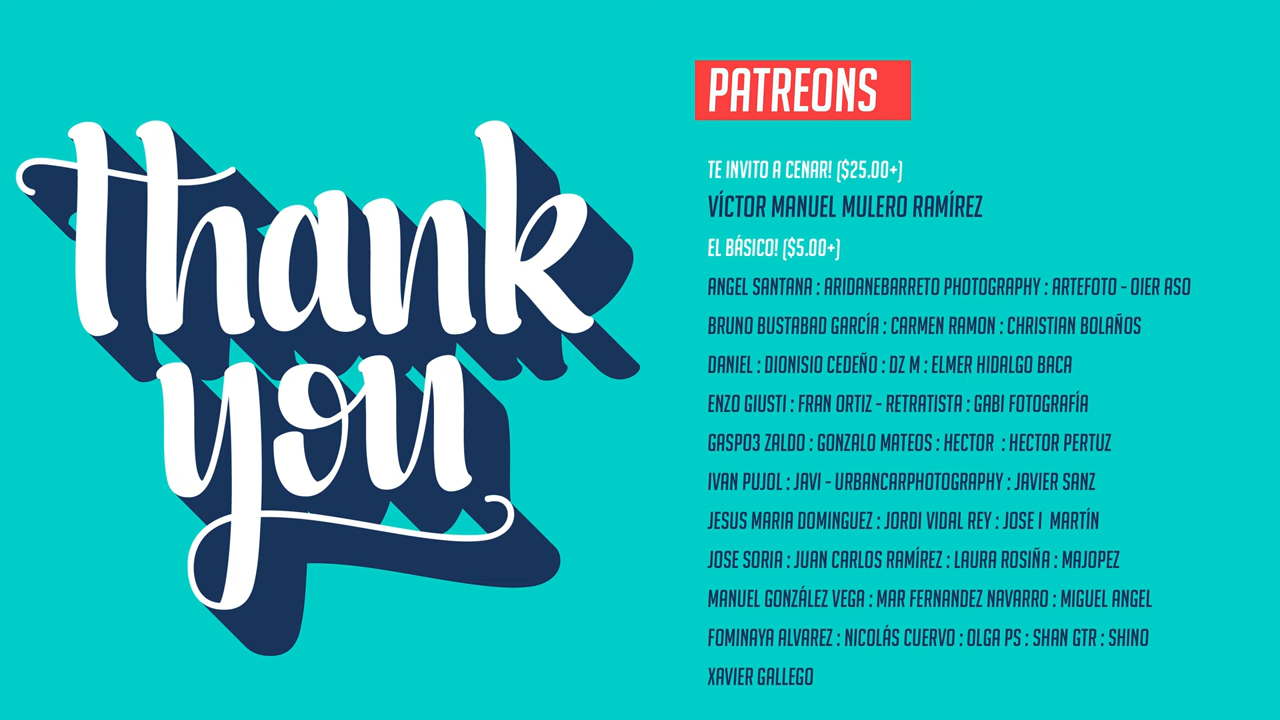 thank
you
PATREONS
TE INVITO A CENAR! ($25.00+)
VÍCTOR MANUEL MULERO RAMÍREZ
EL BÁSICO! ($5.00+)
ANGEL SANTANA : ARIDANEBARRETO PHOTOGRAPHY : ARTEFOTO - OIER ASO
BRUNO BUSTABAD GARCÍA : CARMEN RAMON : CHRISTIAN BOLAÑOS
DANIEL : DIONISIO CEDEÑO : DZ M : ELMER HIDALGO BACA
ENZO GIUSTI : FRAN ORTIZ - RETRATISTA : GABI FOTOGRAFÍA
GASPO3 ZALDO : GONZALO MATEOS : HECTOR : HECTOR PERTUZ
IVAN PUJOL : JAVI - URBANCARPHOTOGRAPHY : JAVIER SANZ
JESUS MARIA DOMINGUEZ : JORDI VIDAL REY : JOSE I MARTÍN
JOSE SORIA : JUAN CARLOS RAMÍREZ : LAURA ROSIÑA : MAJOPEZ
MANUEL GONZÁLEZ VEGA : MAR FERNANDEZ NAVARRO : MIGUEL ANGEL
FOMINAYA ALVAREZ : NICOLÁS CUERVO : OLGA PS : SHAN GTR : SHINO
XAVIER GALLEGO